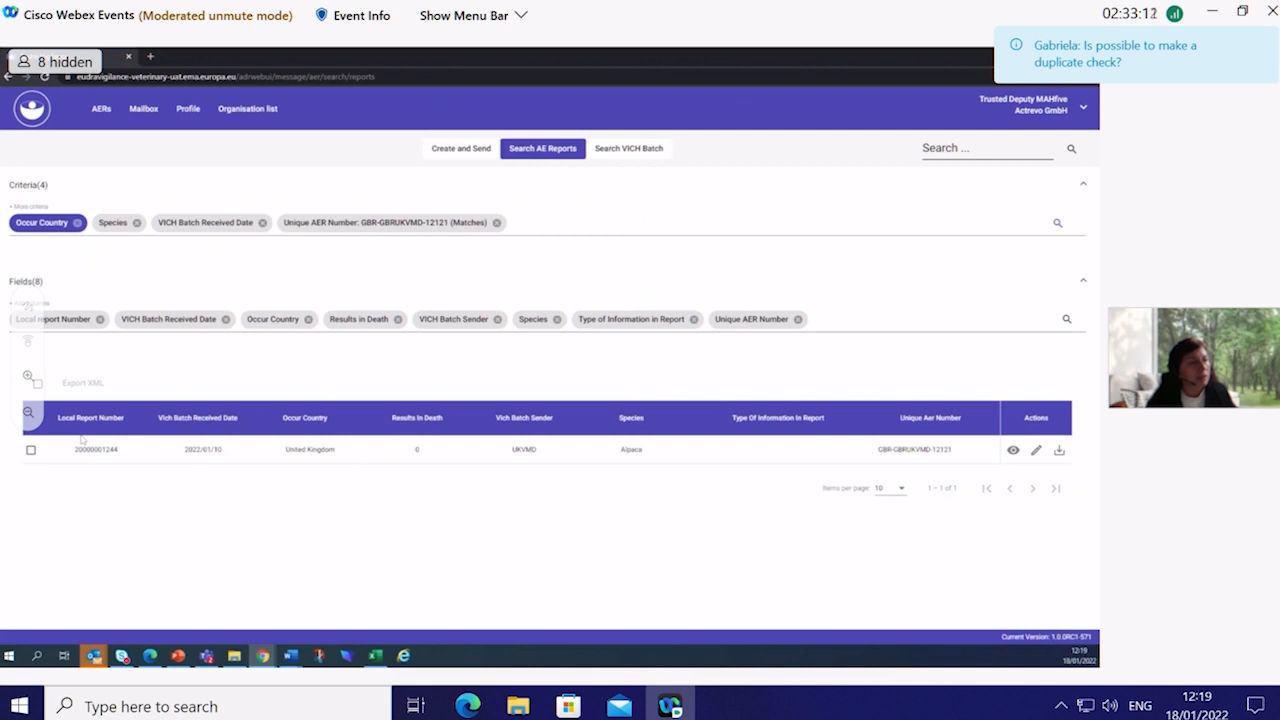 Cisco Webex Events (Moderated unmute mode) Event Info Show Menu Bar 02:33:12
Gabriela: Is possible to make a
duplicate check?
8 hidden
eudravigilance-veterinary-uat.ema.europa.eu/adrwebui/message/aer/search/reports
AERs Mailbox Profile Organisation list
Trusted Deputy MAHfive
Actrevo GmbH
Create and Send Search AE Reports Search VICH Batch Search ...
Criteria(4)
+ More criteria
Occur Country Species VICH Batch Received Date Unique AER Number: GBR-GBRUKVMD-12121 (Matches)
Fields(8)
Local report Number VICH Batch Received Date Occur Country Results in Death VICH Batch Sender Species Type of Information in Report Unique AER Number
Export XML
Local Report Number Vich Batch Received Date Occur Country Results In Death Vich Batch Sender Species Type Of Information In Report Unique Aer Number Actions
20000001244 2022/01/10 United Kingdom 0 UKVMD Alpaca GBR-GBRUKVMD-12121
Items per page: 10 1 – 1 of 1
Current Version: 1.0.0RC1-571
12:19
18/01/2022
Type here to search ENG 12:19
18/01/2022